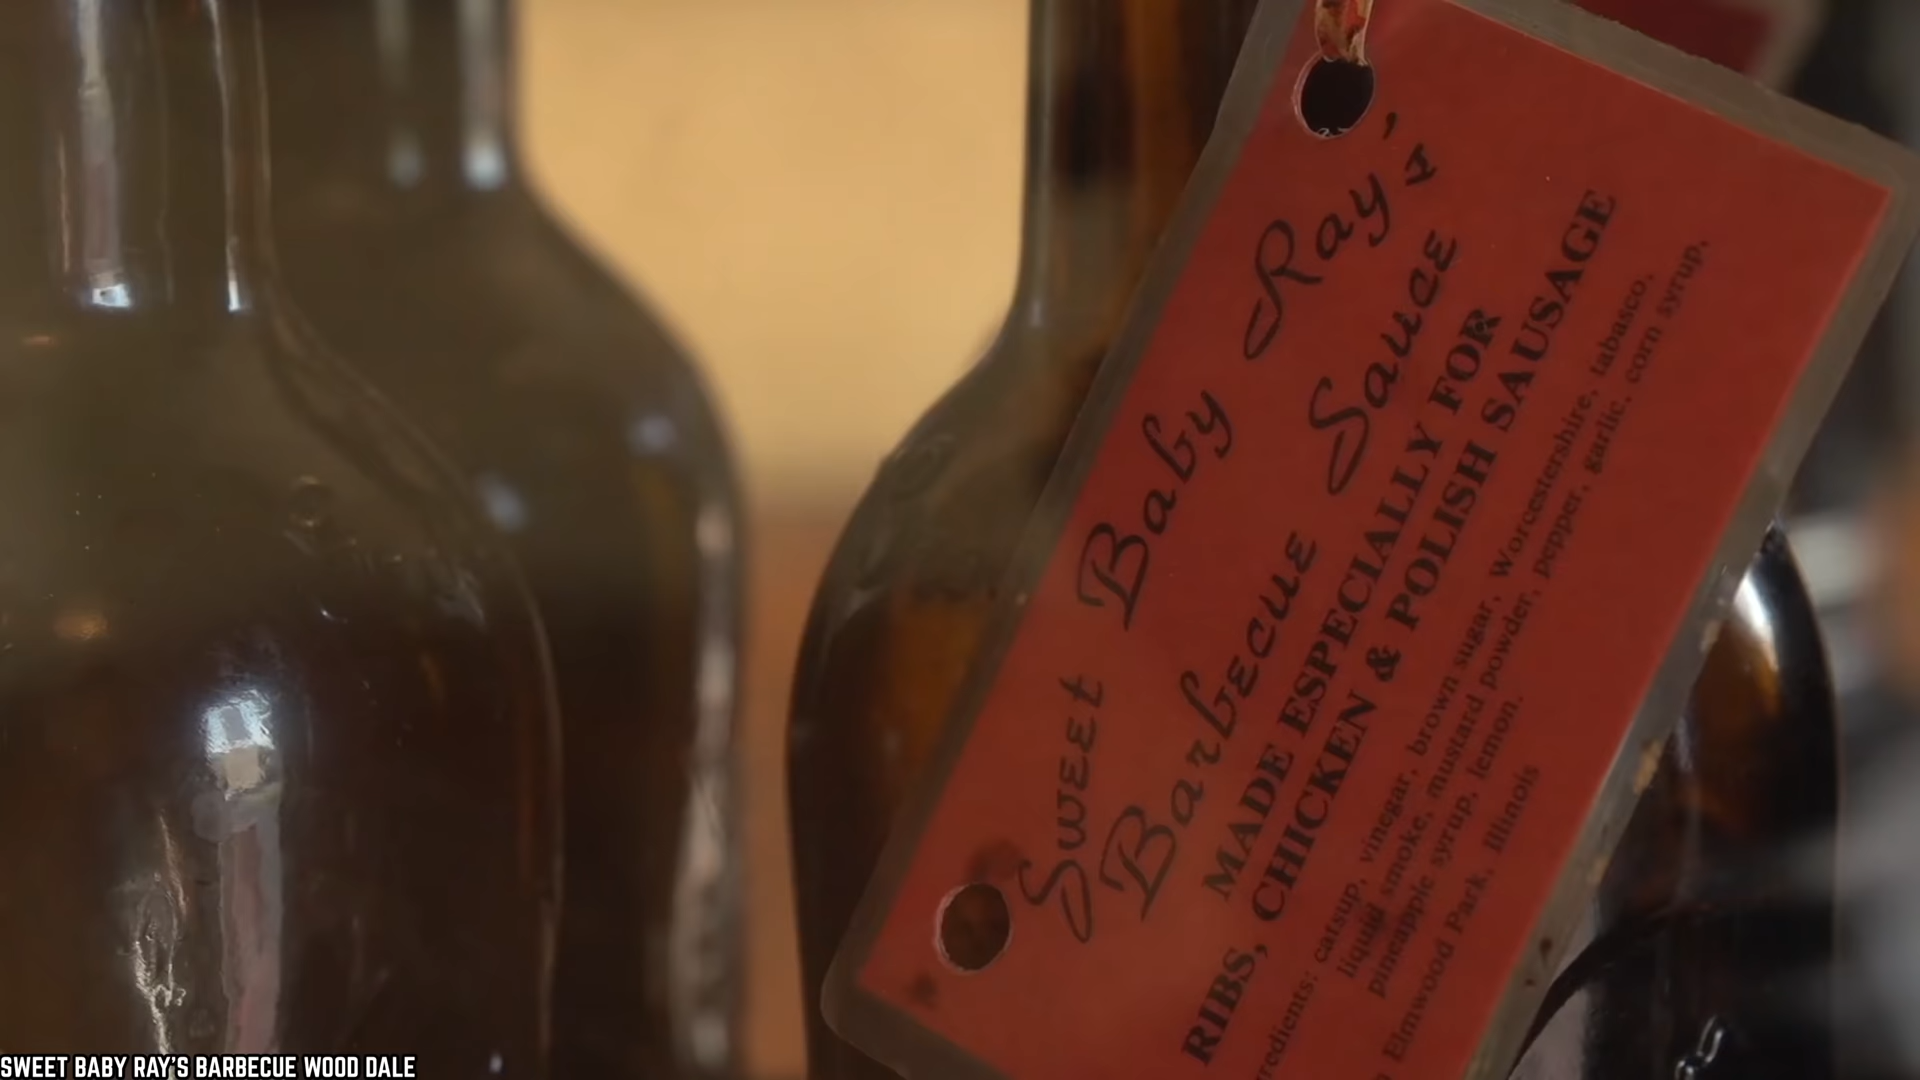 Sweet Baby Ray's
Barbecue Sauce
MADE ESPECIALLY FOR
RIBS, CHICKEN & POLISH SAUSAGE
catsup, vinegar, brown sugar, Worcestershire, tabasco,
liquid smoke, mustard powder, pepper, garlic, corn syrup,
pineapple syrup, lemon.
Elmwood Park, Illinois
SWEET BABY RAY'S BARBECUE WOOD DALE